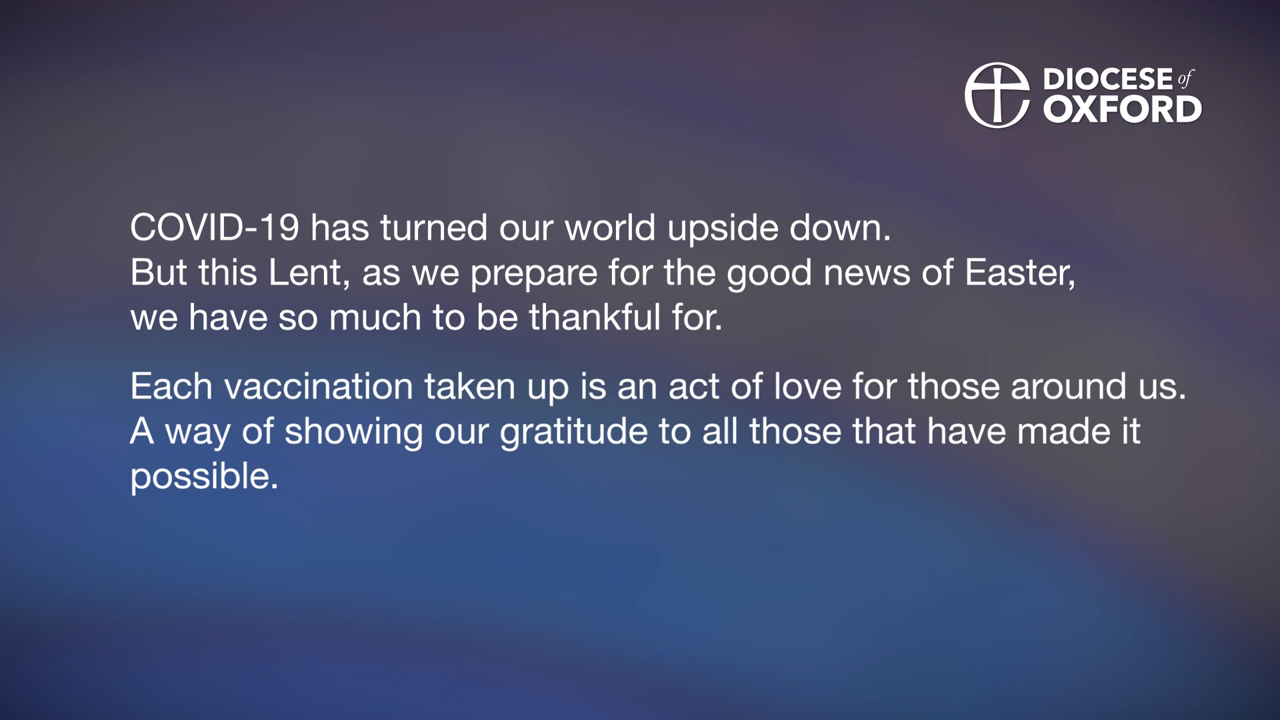 DIOCESE of
OXFORD
COVID-19 has turned our world upside down.
But this Lent, as we prepare for the good news of Easter,
we have so much to be thankful for.
Each vaccination taken up is an act of love for those around us.
A way of showing our gratitude to all those that have made it
possible.